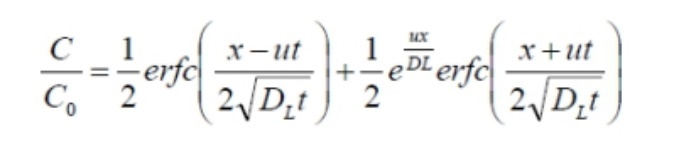 C/C₀ = 1/2 erfc( (x − ut) / (2√(D_L t)) ) + 1/2 e^(ux/DL) erfc( (x + ut) / (2√(D_L t)) )